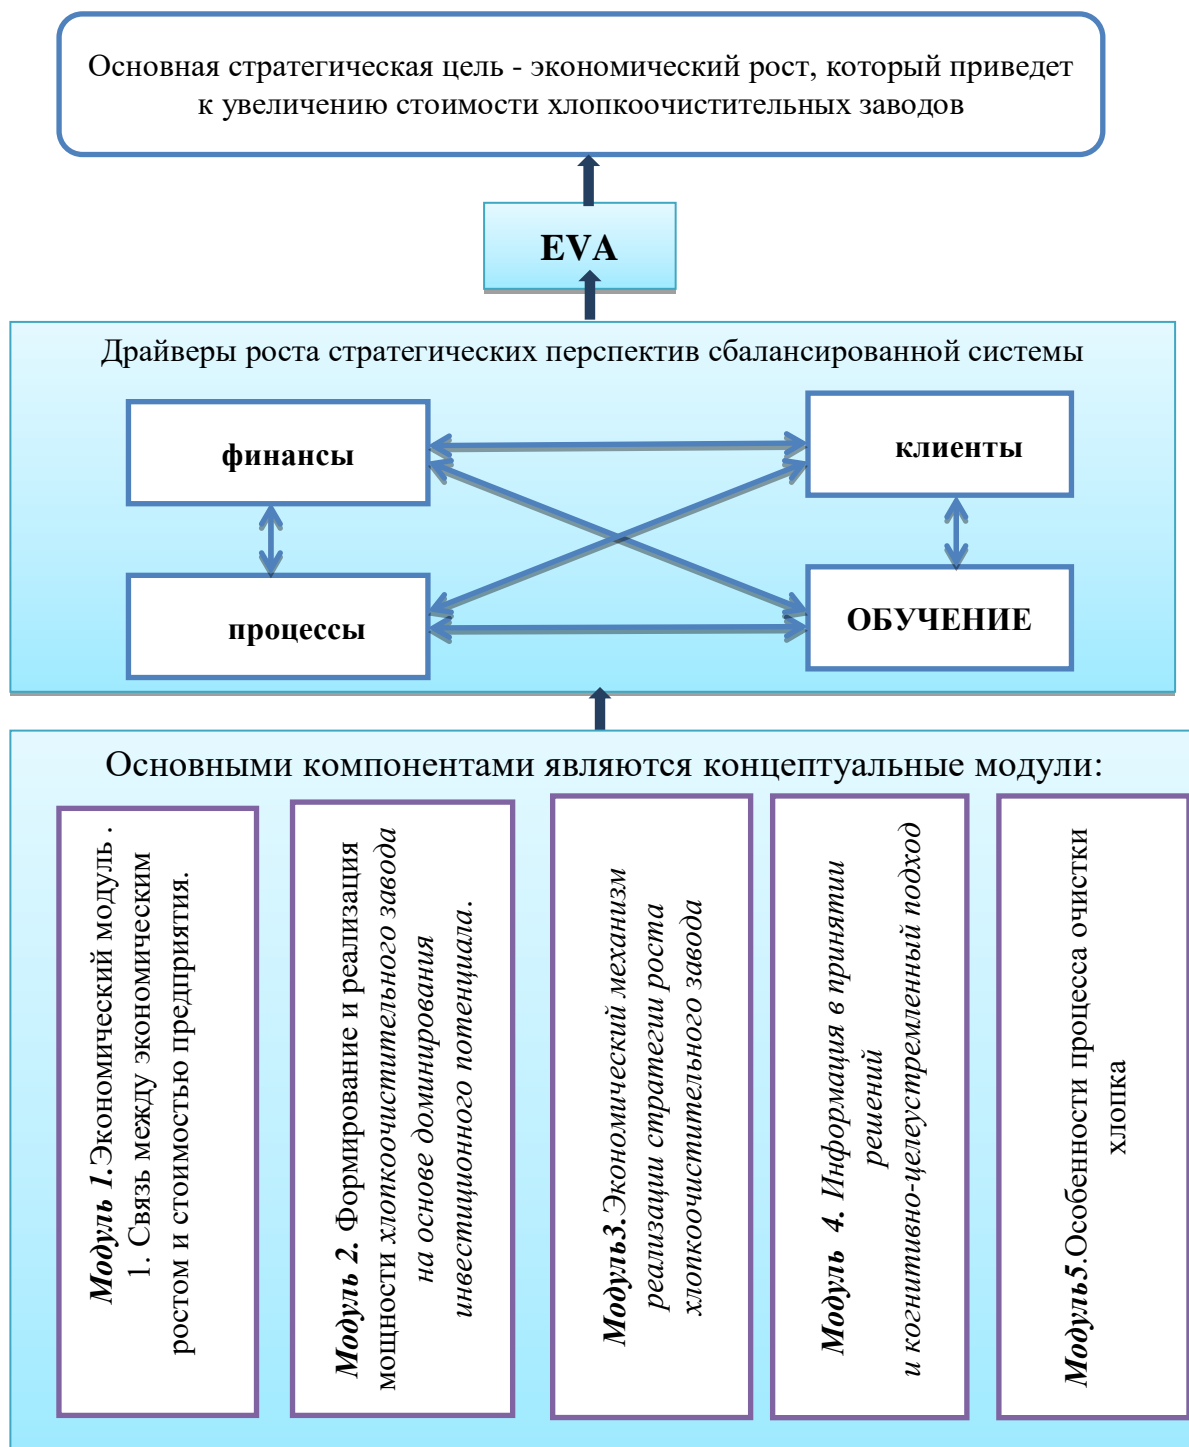 Основная стратегическая цель - экономический рост, который приведет
к увеличению стоимости хлопкоочистительных заводов
EVA
Драйверы роста стратегических перспектив сбалансированной системы
финансы
клиенты
процессы
ОБУЧЕНИЕ
Основными компонентами являются концептуальные модули:
Модуль 1.Экономический модуль .
1. Связь между экономическим
ростом и стоимостью предприятия.
Модуль 2. Формирование и реализация
мощности хлопкоочистительного завода
на основе доминирования
инвестиционного потенциала.
Модуль3.Экономический механизм
реализации стратегии роста
хлопкоочистительного завода
Модуль 4. Информация в принятии
решений
и когнитивно-целеустремленный подход
Модуль5.Особенности процесса очистки
хлопка